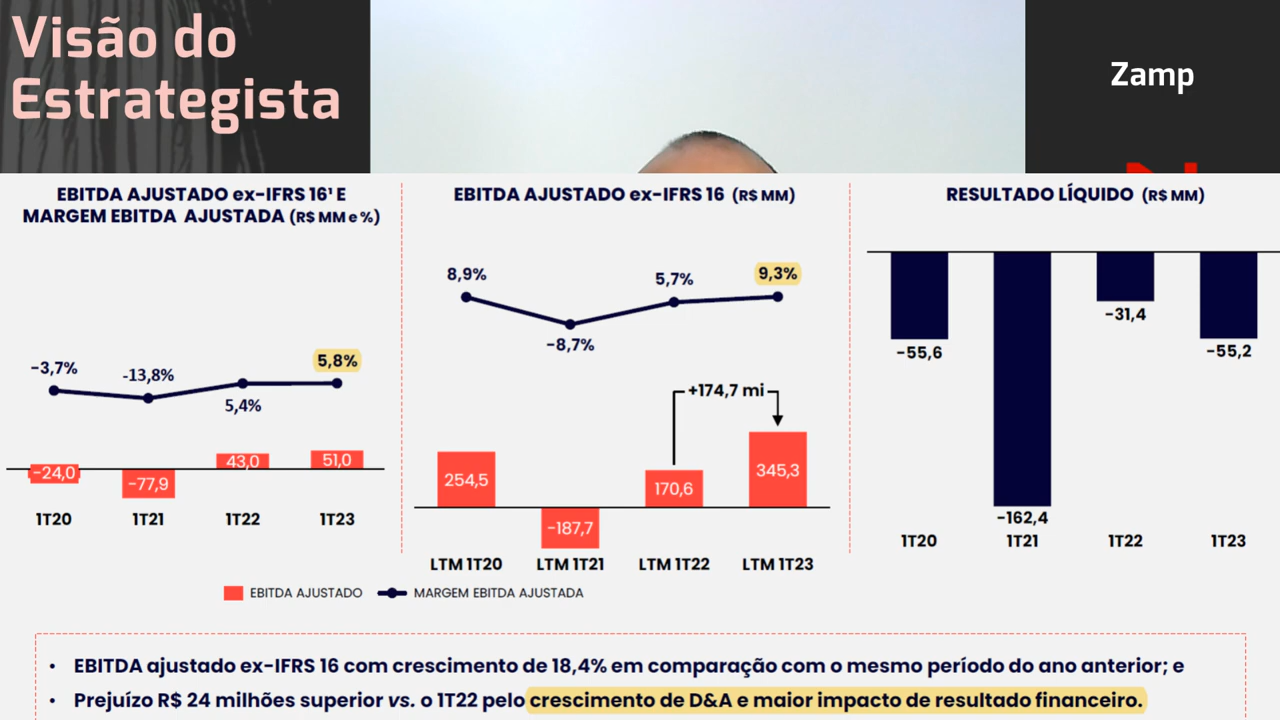 Visão do
Estrategista
Zamp
EBITDA AJUSTADO ex-IFRS 16¹ E
MARGEM EBITDA AJUSTADA (R$ MM e %)
-3,7%
-13,8%
5,4%
5,8%
-24,0
-77,9
43,0
51,0
1T20
1T21
1T22
1T23
EBITDA AJUSTADO ex-IFRS 16 (R$ MM)
8,9%
-8,7%
5,7%
9,3%
+174,7 mi
254,5
-187,7
170,6
345,3
LTM 1T20
LTM 1T21
LTM 1T22
LTM 1T23
EBITDA AJUSTADO
MARGEM EBITDA AJUSTADA
RESULTADO LÍQUIDO (R$ MM)
-55,6
-162,4
-31,4
-55,2
1T20
1T21
1T22
1T23
• EBITDA ajustado ex-IFRS 16 com crescimento de 18,4% em comparação com o mesmo período do ano anterior; e
• Prejuízo R$ 24 milhões superior vs. o 1T22 pelo crescimento de D&A e maior impacto de resultado financeiro.